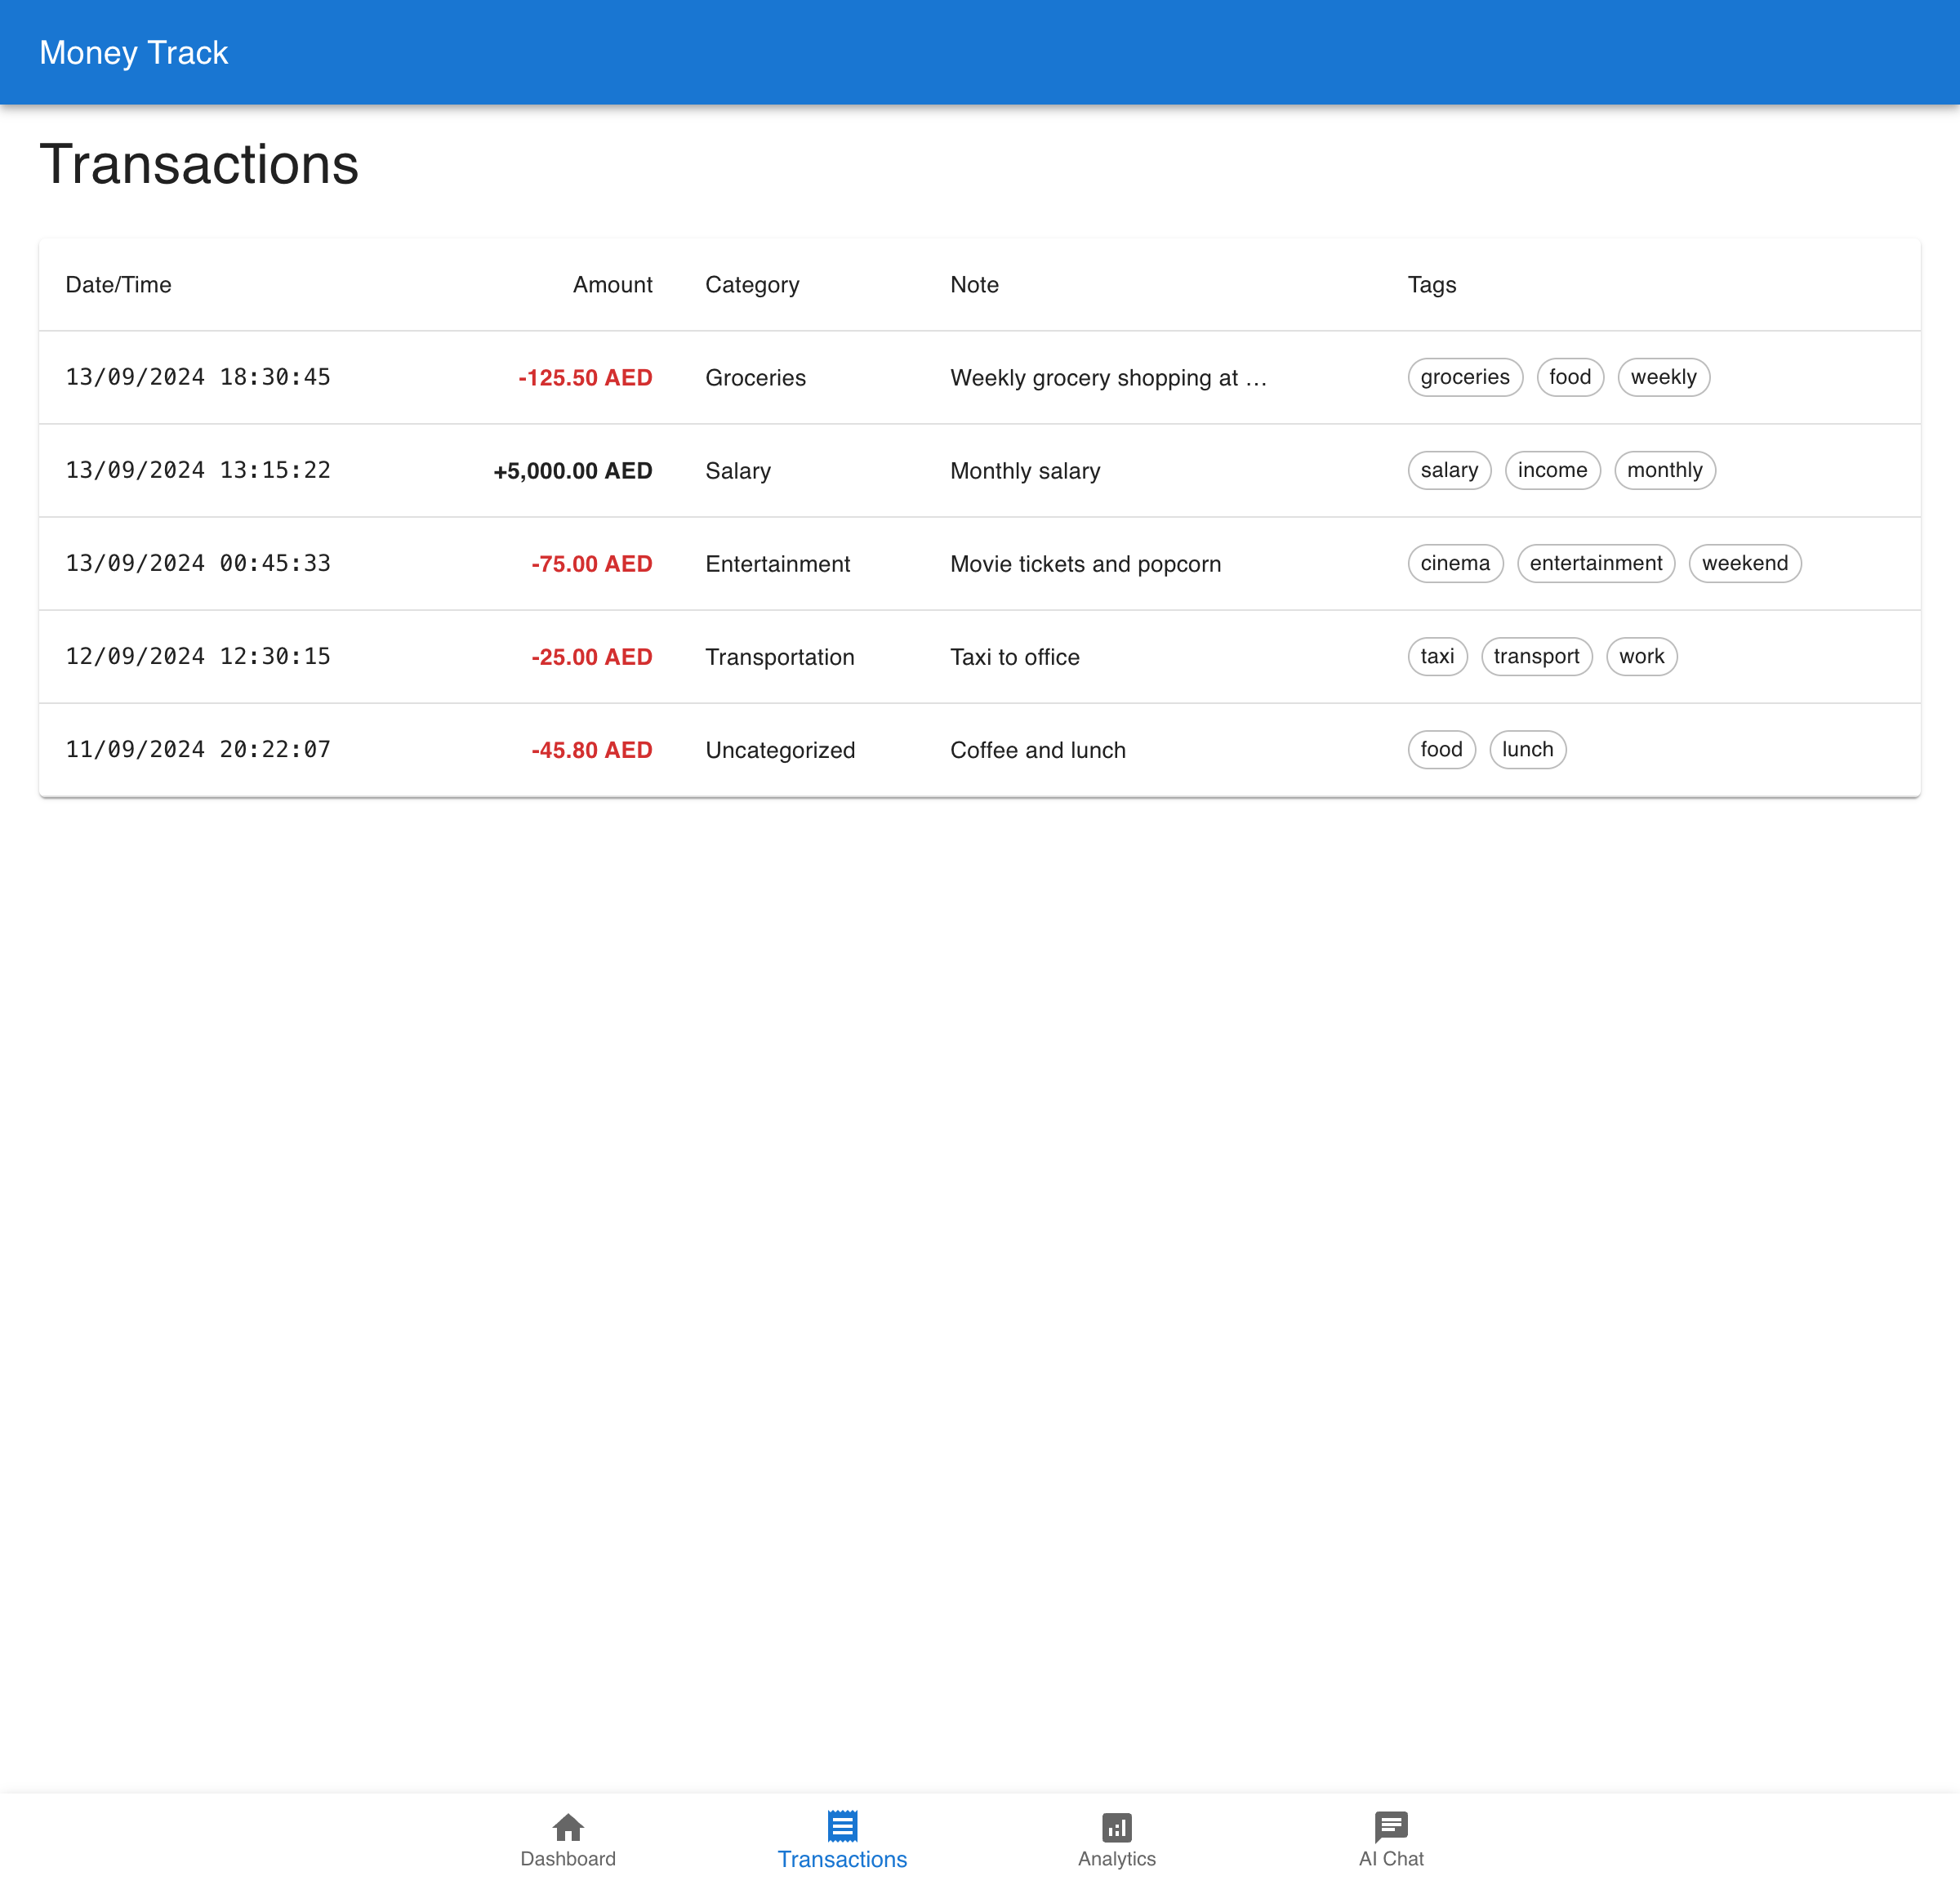 Money Track
Transactions
Date/Time Amount Category Note Tags
13/09/2024 18:30:45 -125.50 AED Groceries Weekly grocery shopping at … groceries food weekly
13/09/2024 13:15:22 +5,000.00 AED Salary Monthly salary salary income monthly
13/09/2024 00:45:33 -75.00 AED Entertainment Movie tickets and popcorn cinema entertainment weekend
12/09/2024 12:30:15 -25.00 AED Transportation Taxi to office taxi transport work
11/09/2024 20:22:07 -45.80 AED Uncategorized Coffee and lunch food lunch
Dashboard Transactions Analytics AI Chat